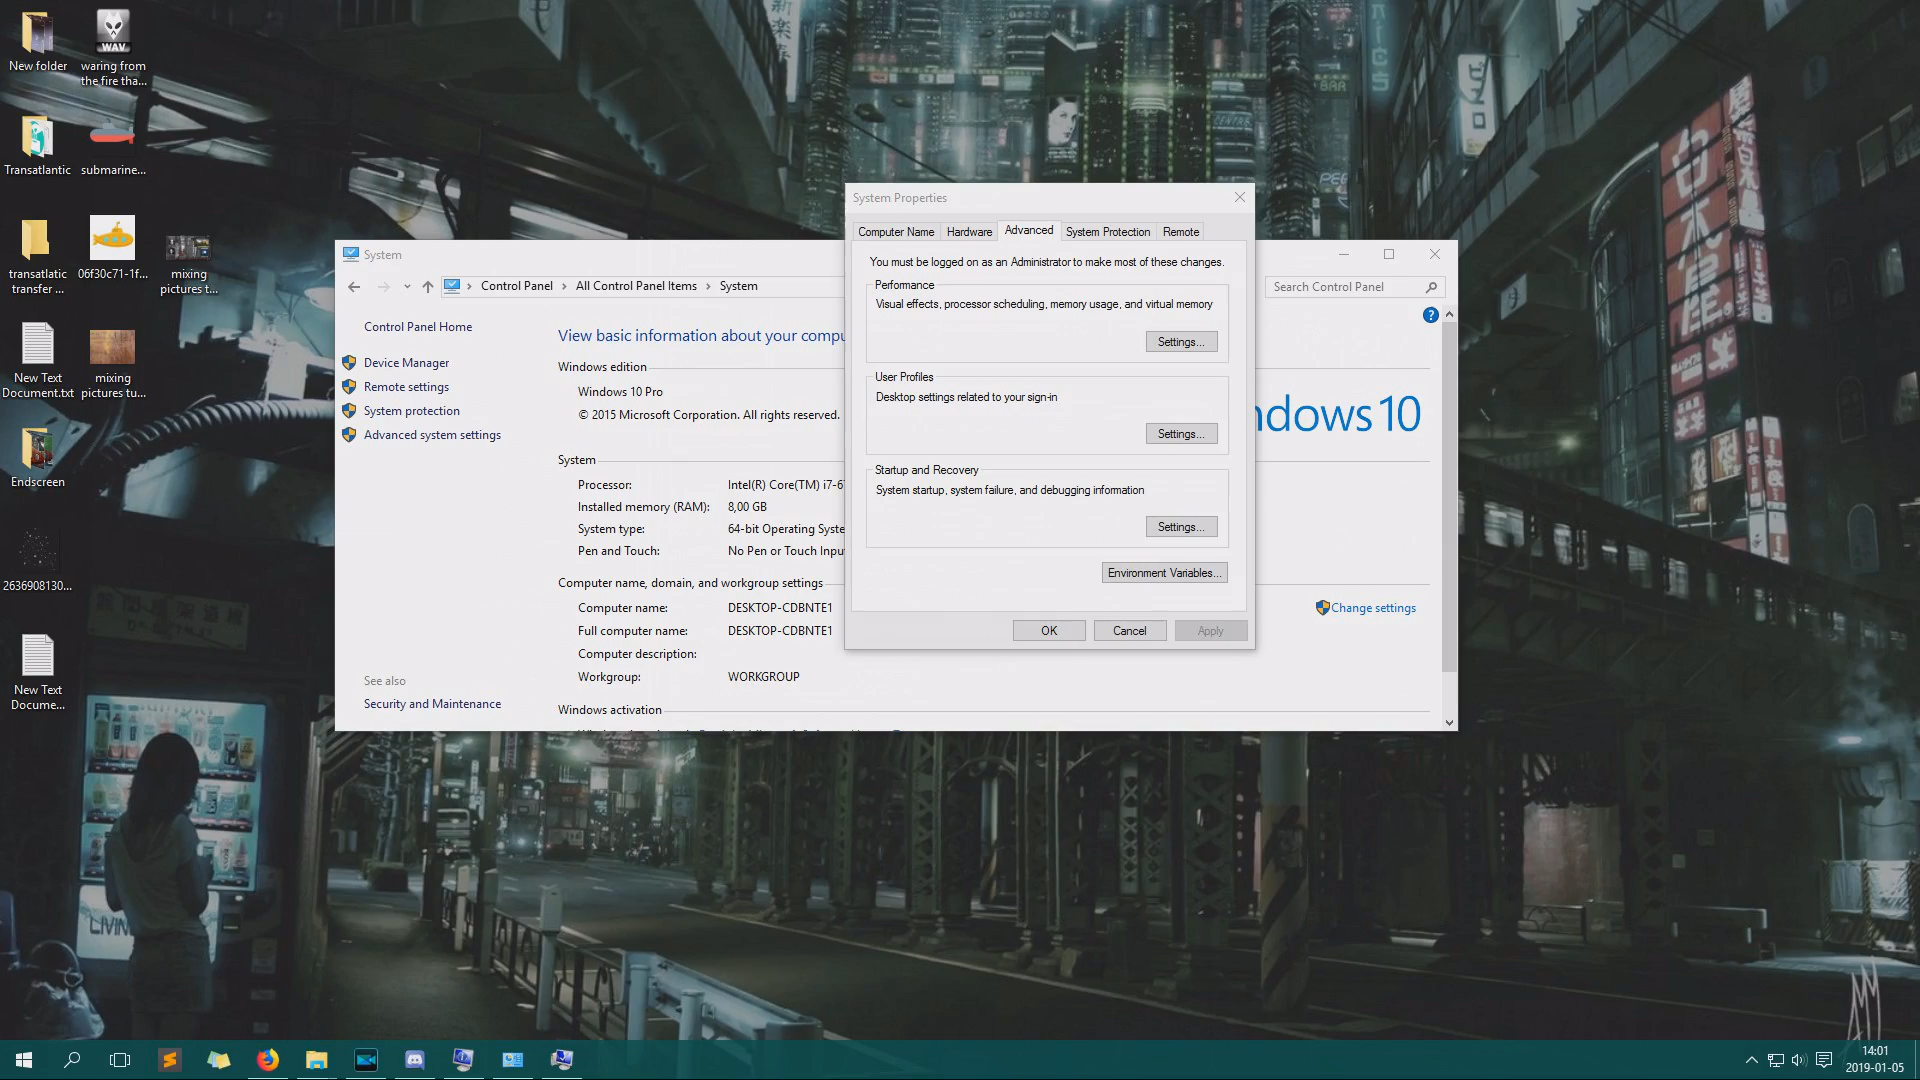 New folder
waring from
the fire tha...
WAV
Transatlantic
submarine...
transatlatic
transfer ...
06f30c71-1f...
mixing
pictures t...
New Text
Document.txt
mixing
pictures tu...
Endscreen
2636908130...
New Text
Docume...
System
Control Panel
All Control Panel Items
System
Search Control Panel
Control Panel Home
Device Manager
Remote settings
System protection
Advanced system settings
See also
Security and Maintenance
View basic information about your compu
Windows edition
Windows 10 Pro
© 2015 Microsoft Corporation. All rights reserved.
ndows 10
System
Processor: Intel(R) Core(TM) i7-6
Installed memory (RAM): 8,00 GB
System type: 64-bit Operating Syste
Pen and Touch: No Pen or Touch Inpu
Computer name, domain, and workgroup settings
Computer name: DESKTOP-CDBNTE1
Change settings
Full computer name: DESKTOP-CDBNTE1
Computer description:
Workgroup: WORKGROUP
Windows activation
System Properties
Computer Name
Hardware
Advanced
System Protection
Remote
You must be logged on as an Administrator to make most of these changes.
Performance
Visual effects, processor scheduling, memory usage, and virtual memory
Settings...
User Profiles
Desktop settings related to your sign-in
Settings...
Startup and Recovery
System startup, system failure, and debugging information
Settings...
Environment Variables...
OK
Cancel
Apply
BAR
LIVIN
14:01
2019-01-05